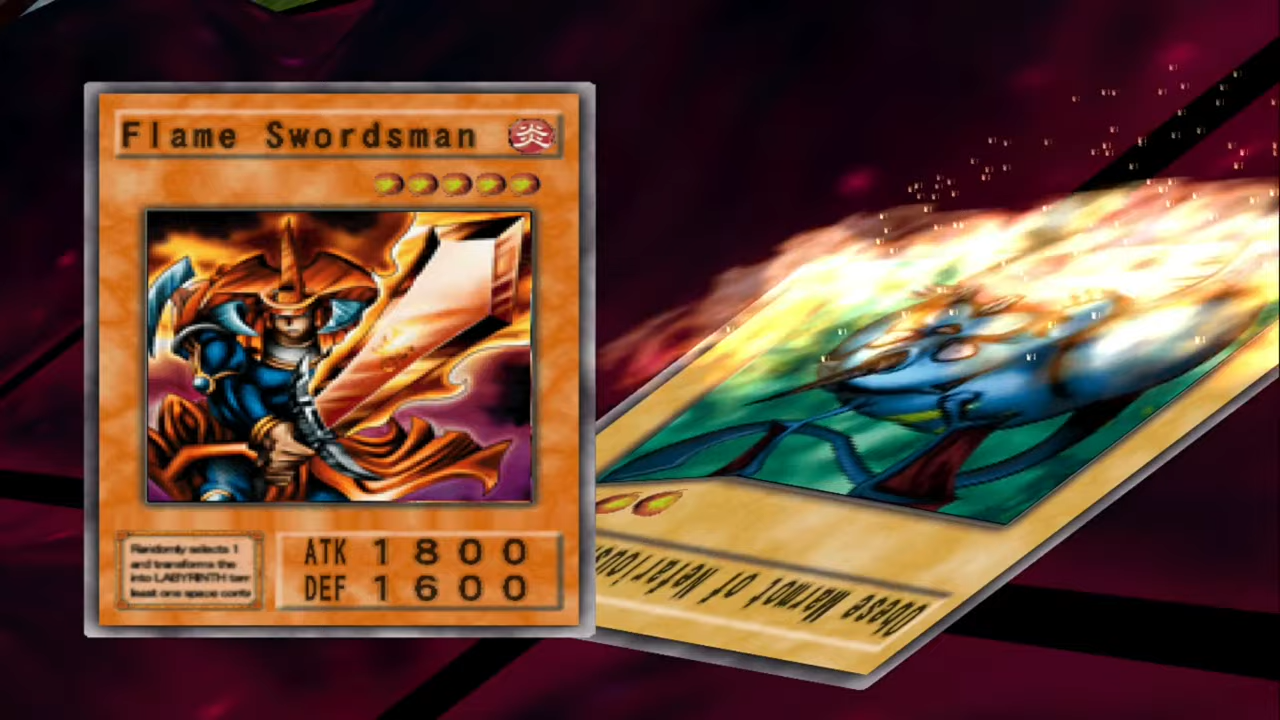 Flame Swordsman 炎
Randomly selects 1
and transforms the
into LABYRINTH terr
least one space conta
ATK 1800
DEF 1600
Obese Marmot of Nefarious